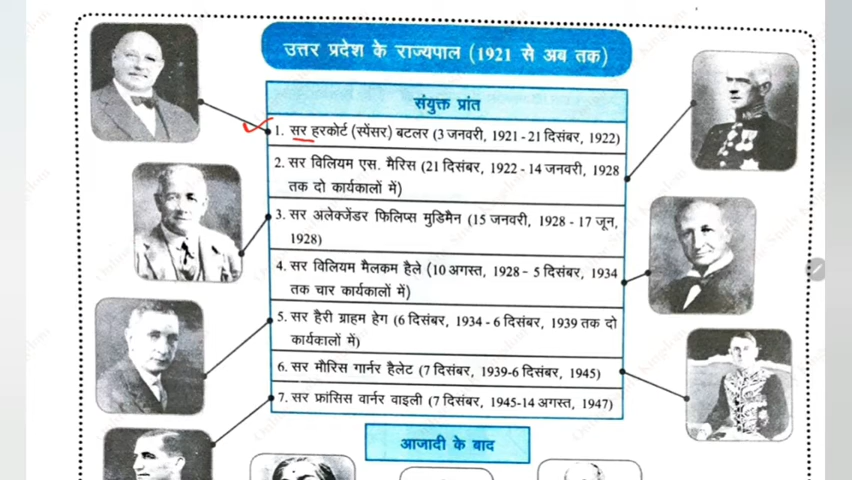 उत्तर प्रदेश के राज्यपाल (1921 से अब तक)
संयुक्त प्रांत
1. सर हरकोर्ट (स्पेंसर) बटलर (3 जनवरी, 1921 - 21 दिसंबर, 1922)
2. सर विलियम एस. मैरिस (21 दिसंबर, 1922 - 14 जनवरी, 1928
तक दो कार्यकालों में)
3. सर अलेक्जेंडर फिलिप्स मुडिमैन (15 जनवरी, 1928 - 17 जून,
1928)
4. सर विलियम मैलकम हैले (10 अगस्त, 1928 - 5 दिसंबर, 1934
तक चार कार्यकालों में)
5. सर हैरी ग्राहम हेग (6 दिसंबर, 1934 - 6 दिसंबर, 1939 तक दो
कार्यकालों में)
6. सर मौरिस गार्नर हैलेट (7 दिसंबर, 1939-6 दिसंबर, 1945)
7. सर फ्रांसिस वार्नर वाइली (7 दिसंबर, 1945-14 अगस्त, 1947)
आजादी के बाद